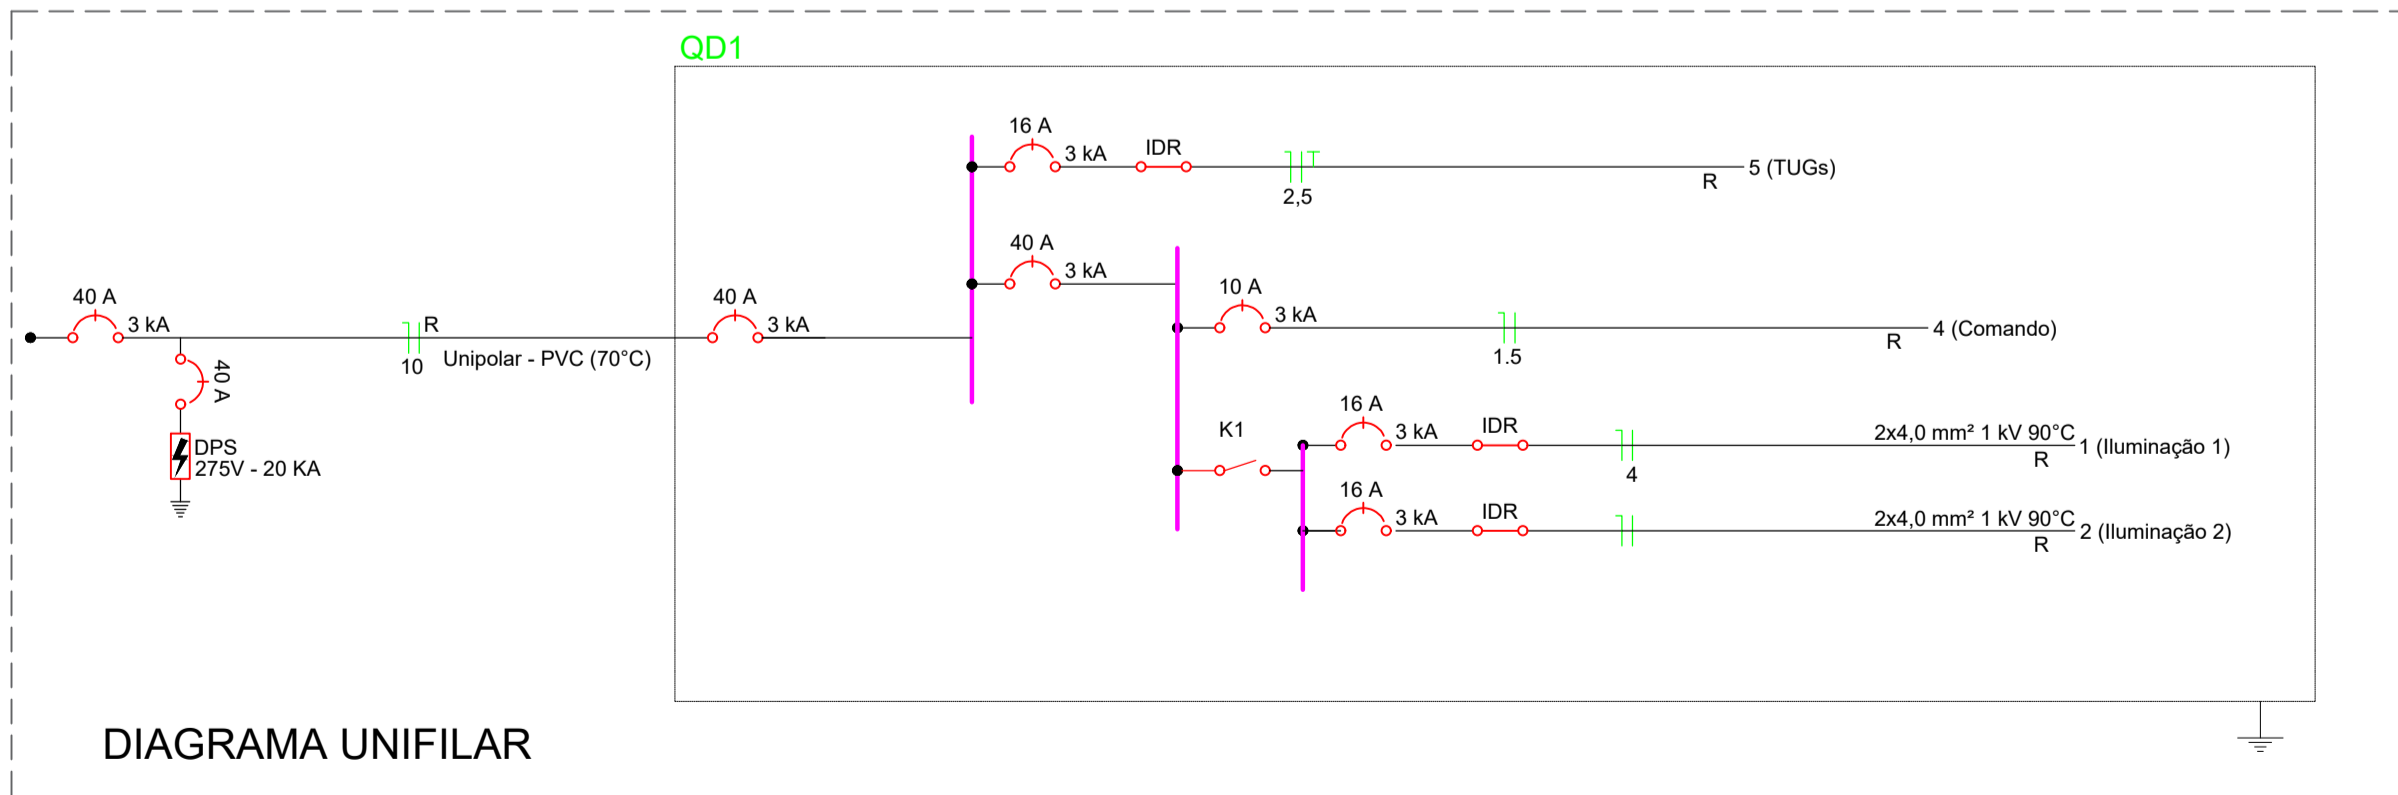 QD1
16 A
3 kA
IDR
2,5
R
5 (TUGs)
40 A
3 kA
40 A
3 kA
R
10
Unipolar - PVC (70°C)
40 A
3 kA
10 A
3 kA
1.5
R
4 (Comando)
40 A
DPS
275V - 20 KA
K1
16 A
3 kA
IDR
4
2x4,0 mm² 1 kV 90°C
R
1 (Iluminação 1)
16 A
3 kA
IDR
2x4,0 mm² 1 kV 90°C
R
2 (Iluminação 2)
DIAGRAMA UNIFILAR